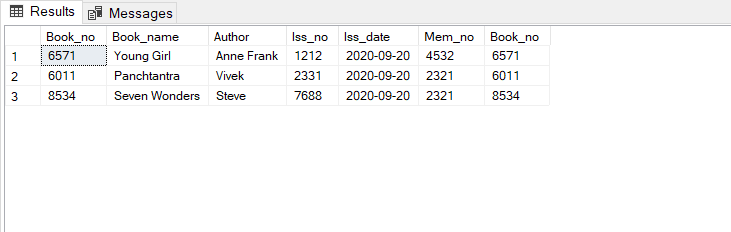 Results Messages
Book_no Book_name Author Iss_no Iss_date Mem_no Book_no
1 6571 Young Girl Anne Frank 1212 2020-09-20 4532 6571
2 6011 Panchtantra Vivek 2331 2020-09-20 2321 6011
3 8534 Seven Wonders Steve 7688 2020-09-20 2321 8534